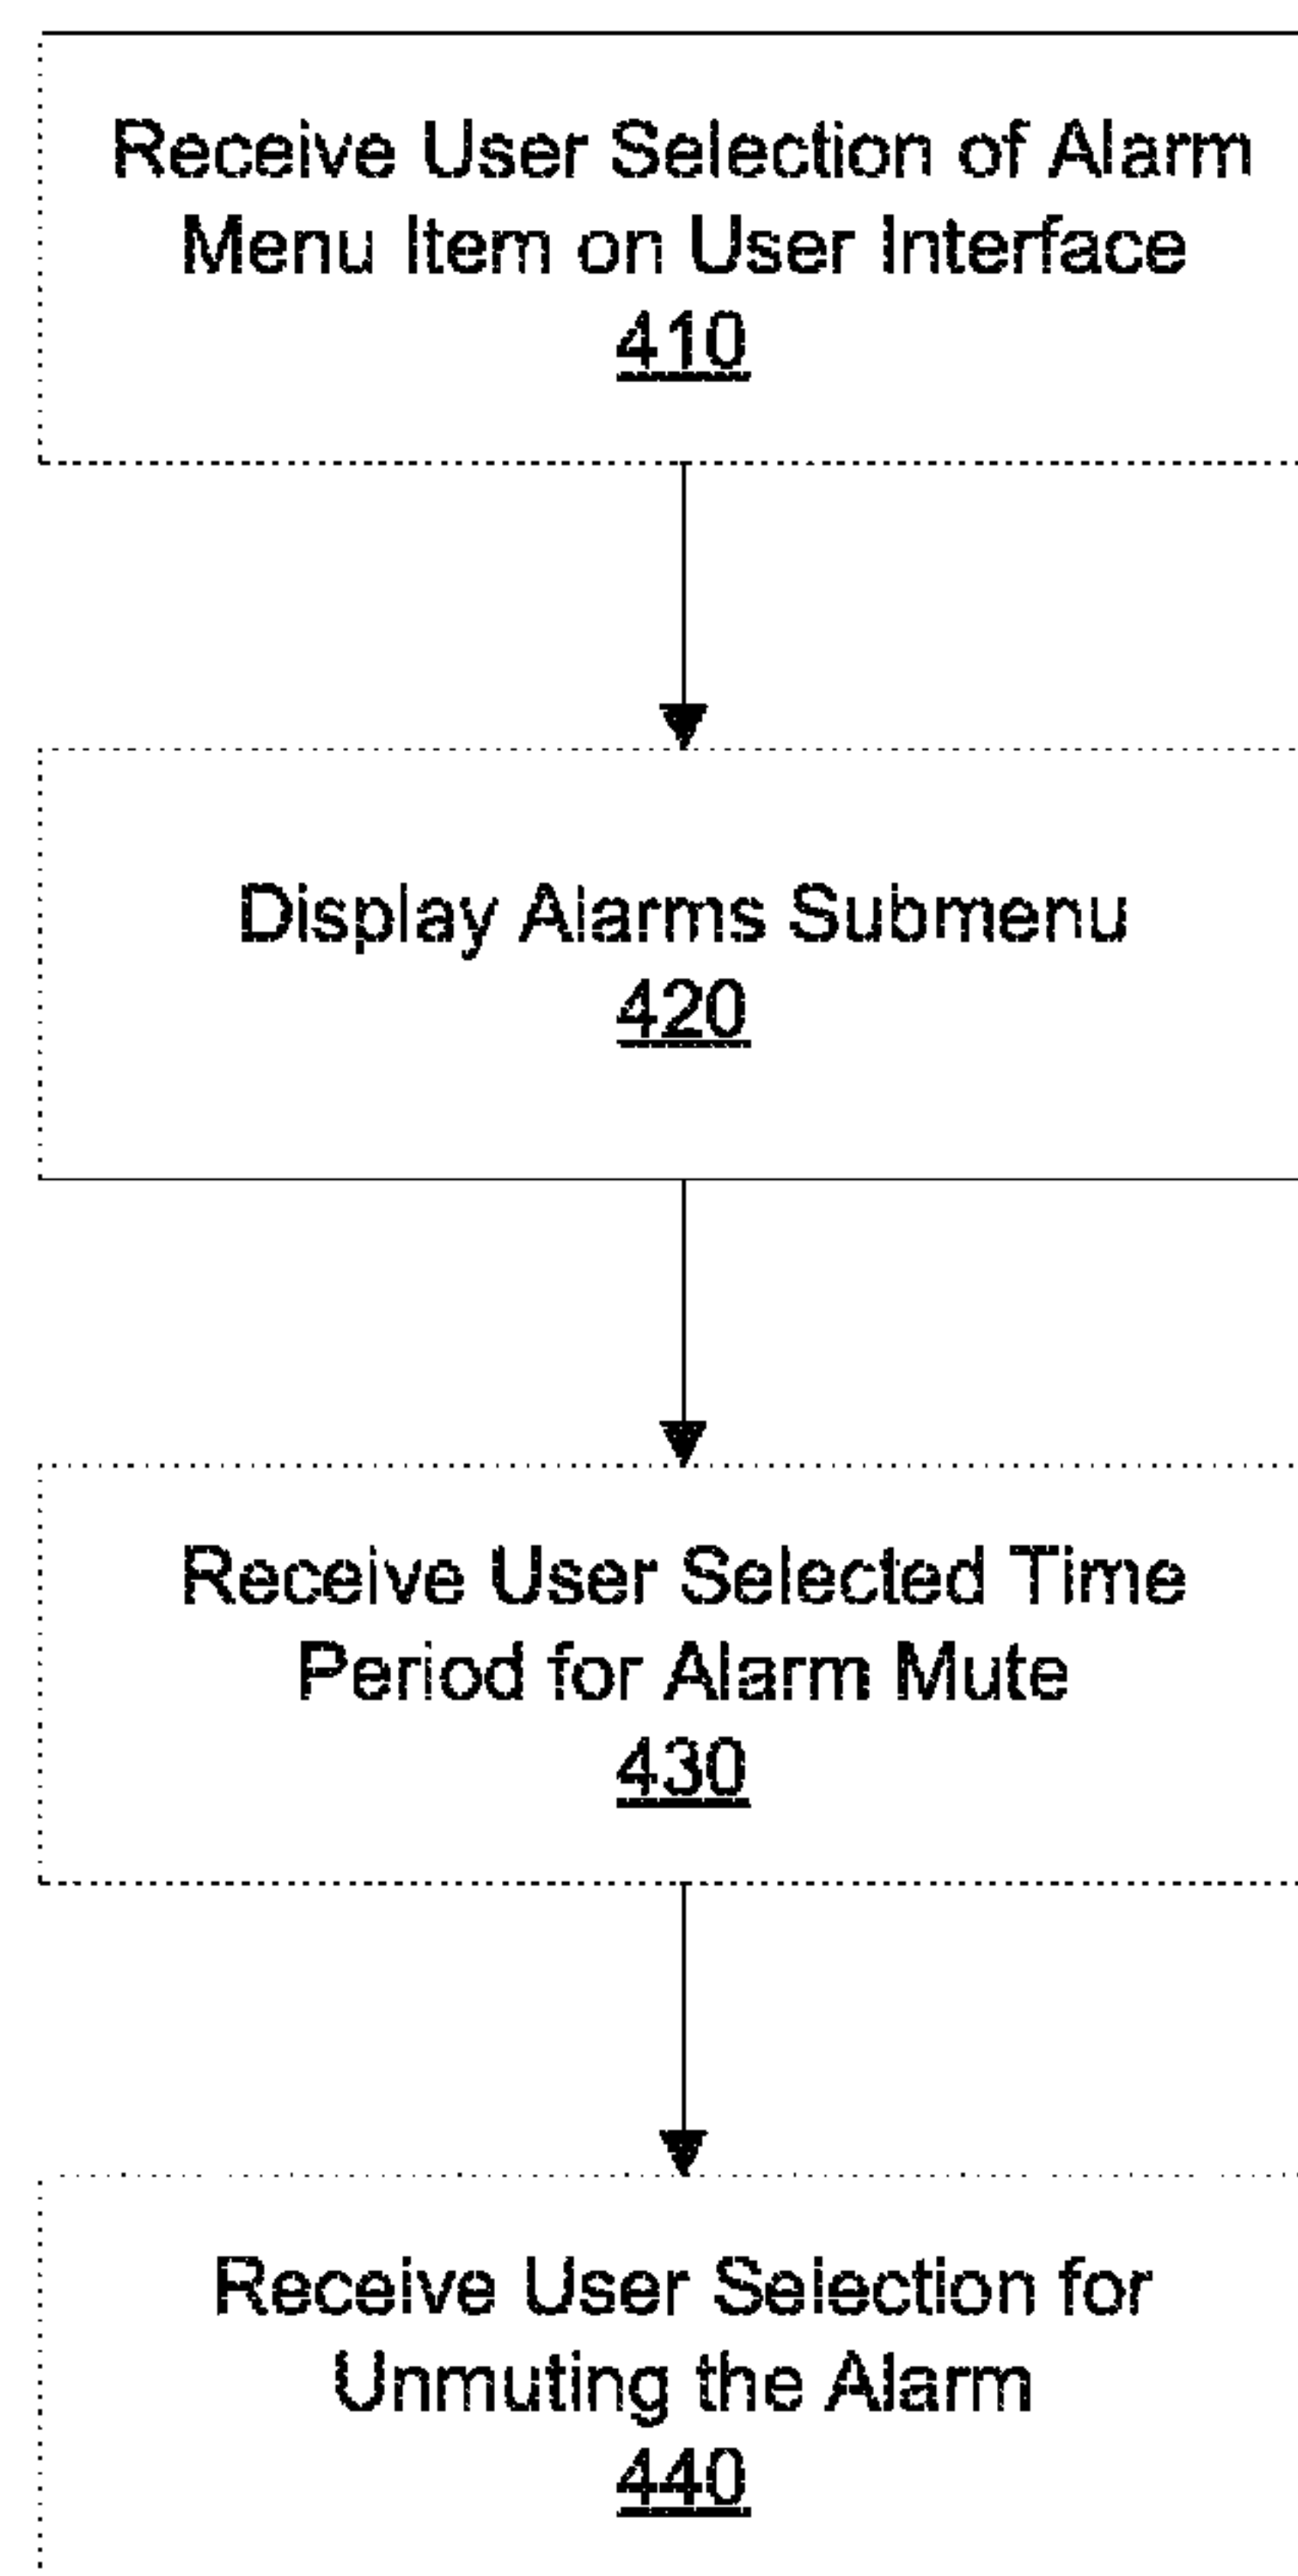 Receive User Selection of Alarm
Menu Item on User Interface
410
Display Alarms Submenu
420
Receive User Selected Time
Period for Alarm Mute
430
Receive User Selection for
Unmuting the Alarm
440